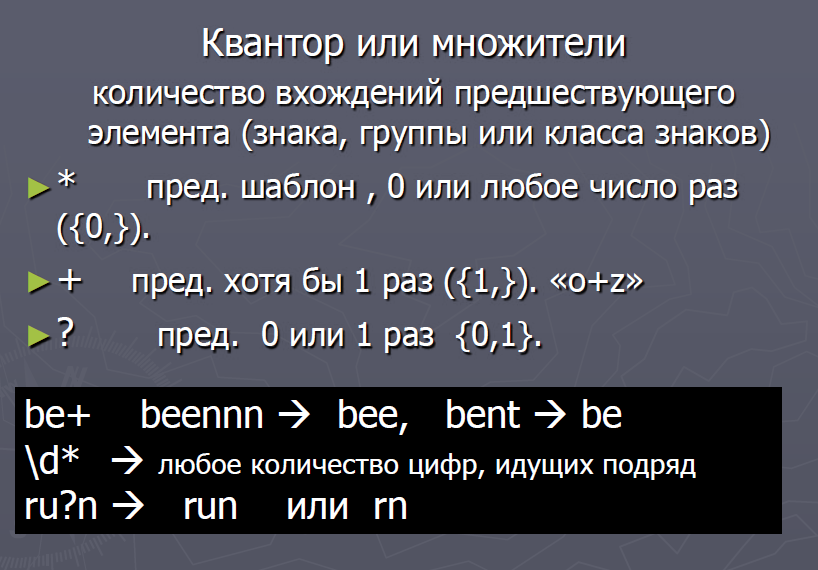 Квантор или множители
количество вхождений предшествующего
элемента (знака, группы или класса знаков)
► * пред. шаблон , 0 или любое число раз
({0,}).
► + пред. хотя бы 1 раз ({1,}). «o+z»
► ? пред. 0 или 1 раз {0,1}.
be+ beennn → bee, bent → be
\d* → любое количество цифр, идущих подряд
ru?n → run или rn